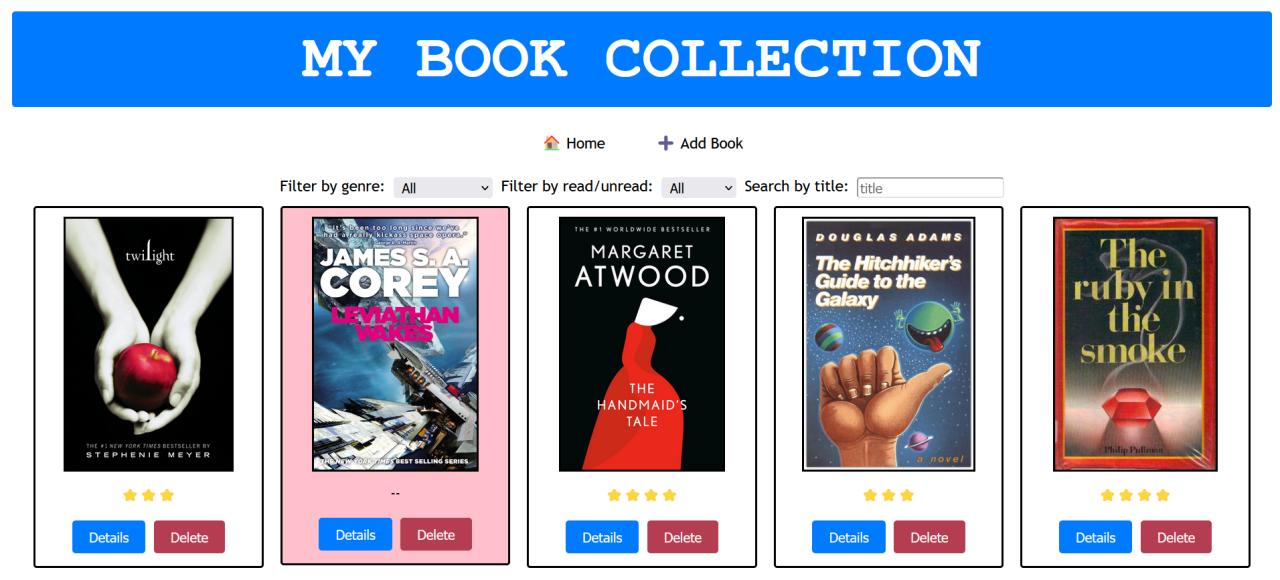 MY BOOK COLLECTION
Home
Add Book
Filter by genre: All
Filter by read/unread: All
Search by title: title
twilight
THE #1 NEW YORK TIMES BESTSELLER BY
STEPHENIE MEYER
Details
Delete
"It's been too long since we've
had a really kickass space opera."
JAMES S. A.
COREY
LEVIATHAN
WAKES
THE NEW YORK TIMES BEST SELLING SERIES
--
Details
Delete
THE #1 WORLDWIDE BESTSELLER
MARGARET
ATWOOD
THE
HANDMAID'S
TALE
Details
Delete
DOUGLAS ADAMS
The Hitchhiker's
Guide to the
Galaxy
a novel
Details
Delete
The
ruby in
the
smoke
Philip Pullman
Details
Delete